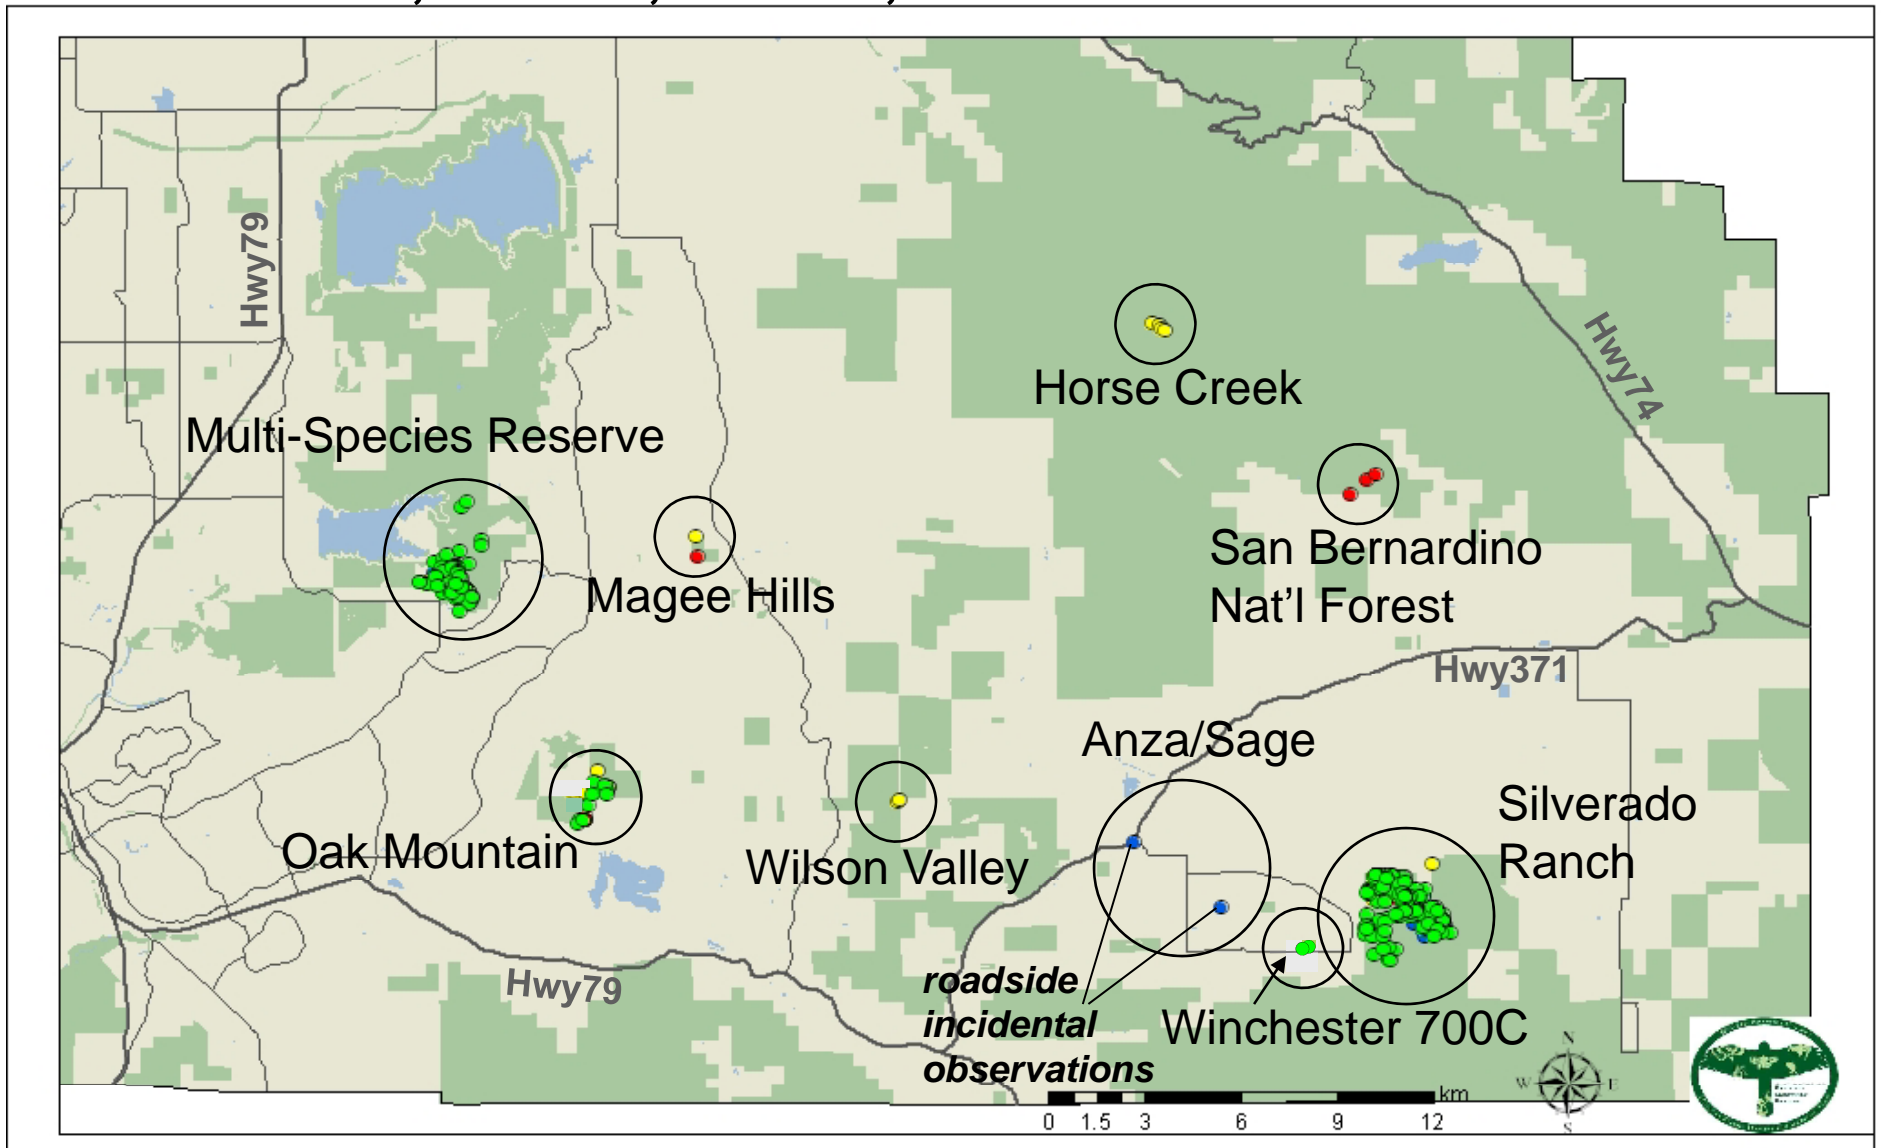 Hwy79
Hwy74
Horse Creek
Multi-Species Reserve
San Bernardino
Nat'l Forest
Magee Hills
Hwy371
Anza/Sage
Silverado
Ranch
Oak Mountain
Wilson Valley
roadside
incidental
observations
Hwy79
Winchester 700C
N
W E
S
km
0 1.5 3 6 9 12